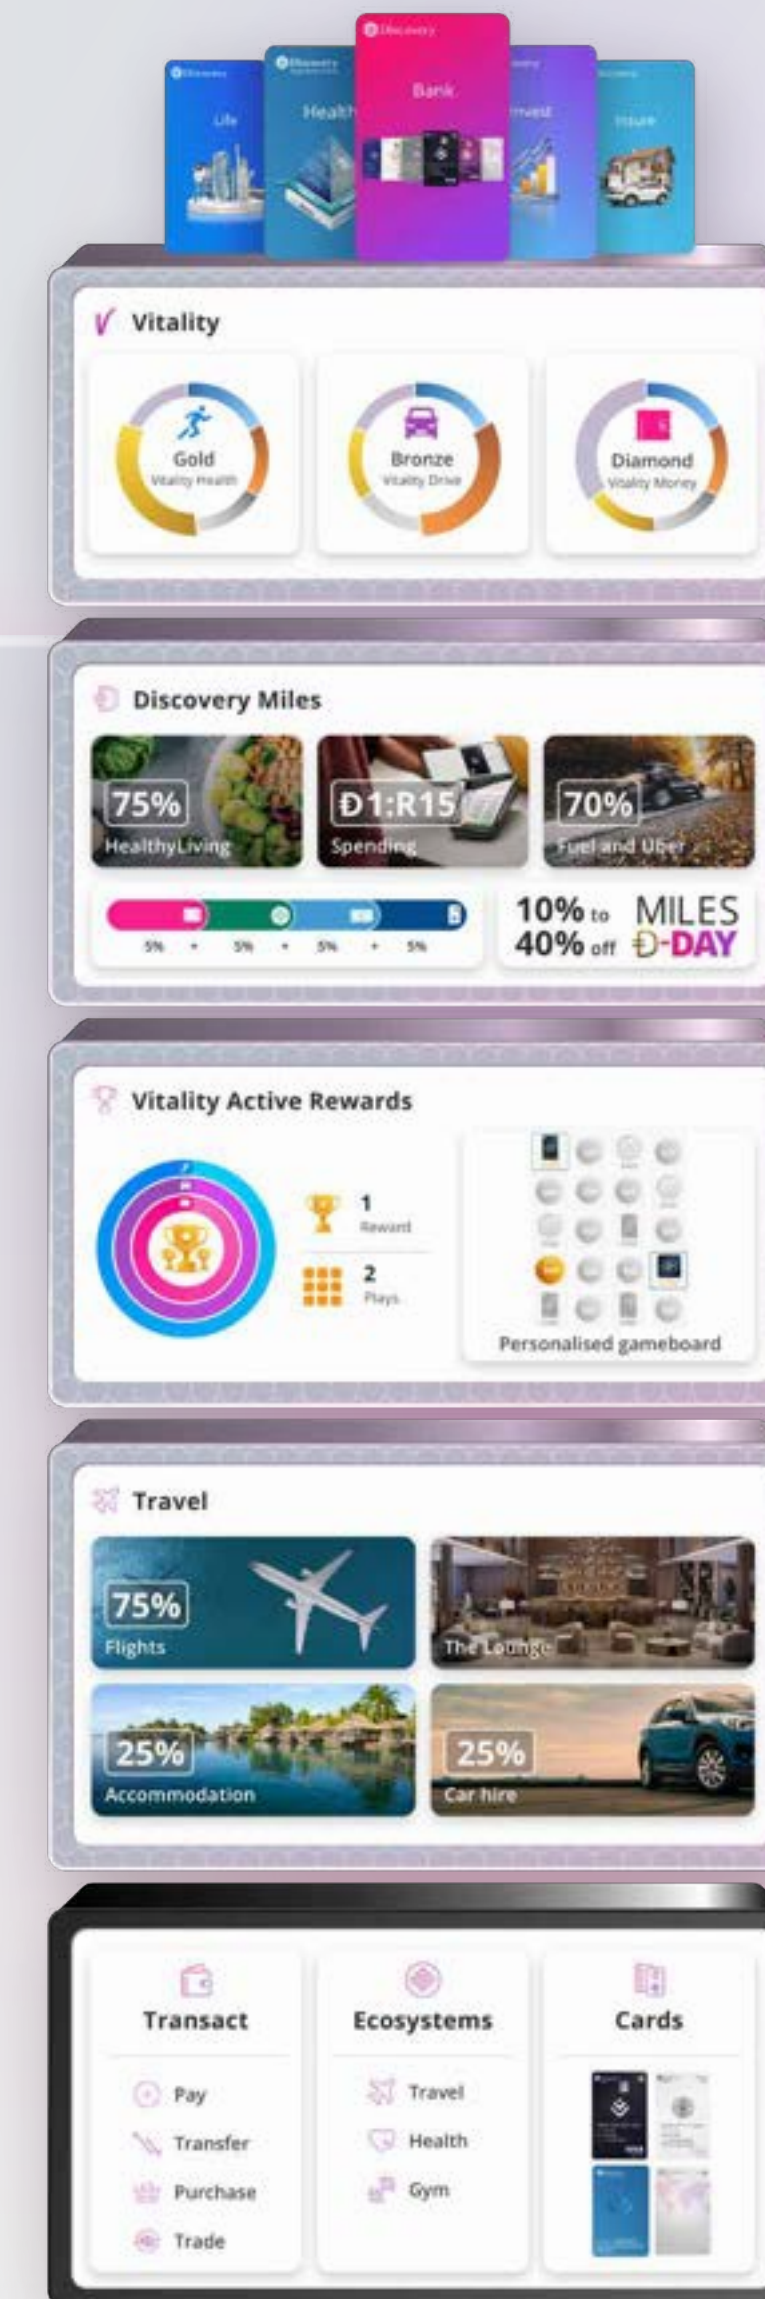 Discovery
Discovery
Discovery
Life
Health
Bank
Invest
Insure
Vitality
Gold
Vitality Health
Bronze
Vitality Drive
Diamond
Vitality Money
Discovery Miles
75%
HealthyLiving
Đ1:R15
Spending
70%
Fuel and Uber
5% + 5% + 5% + 5%
10% to
40% off
MILES
Đ-DAY
Vitality Active Rewards
1
Reward
2
Plays
Personalised gameboard
Travel
75%
Flights
The Lounge
25%
Accommodation
25%
Car hire
Transact
Pay
Transfer
Purchase
Trade
Ecosystems
Travel
Health
Gym
Cards